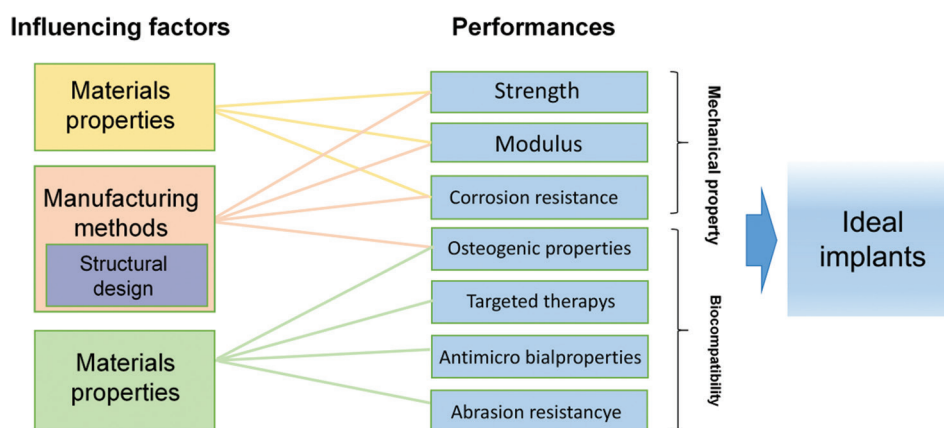 Influencing factors
Performances
Materials
properties
Manufacturing
methods
Structural
design
Materials
properties
Strength
Modulus
Corrosion resistance
Osteogenic properties
Targeted therapys
Antimicro bialproperties
Abrasion resistancye
Mechanical property
Biocompatibility
Ideal
implants